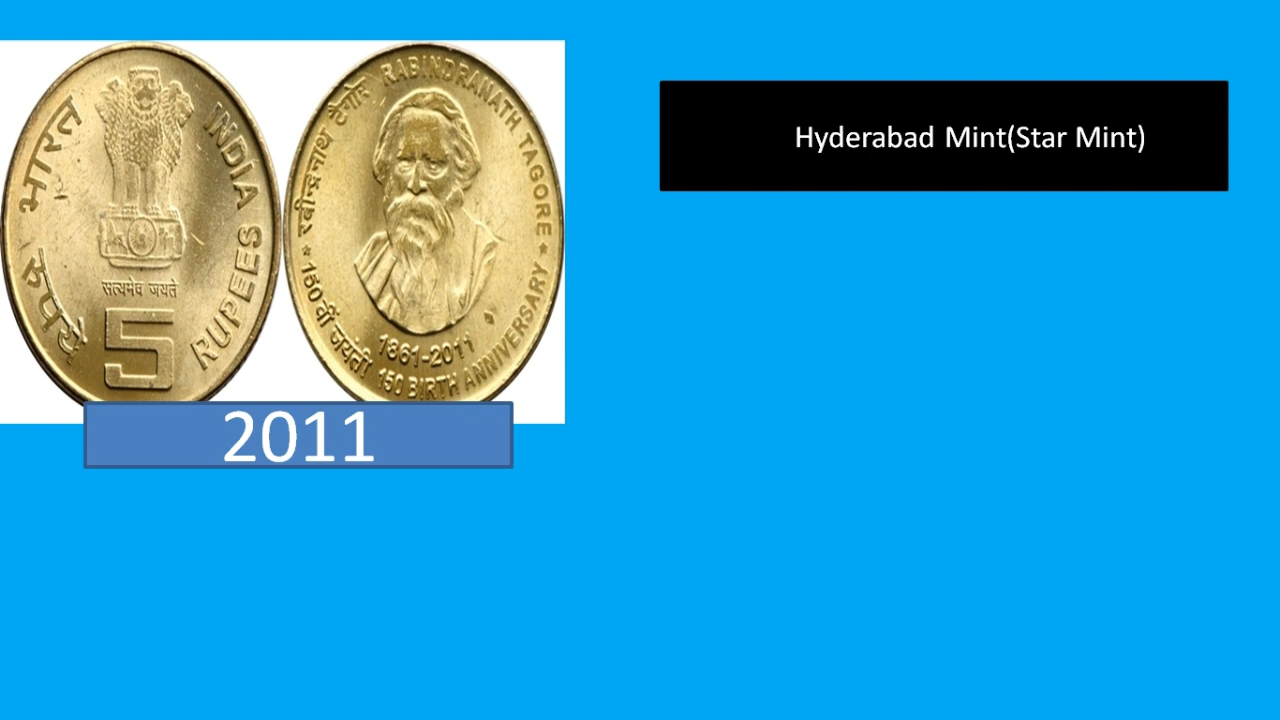 भारत
INDIA
रुपये
RUPEES
सत्यमेव जयते
5
RABINDRANATH TAGORE
रवीन्द्रनाथ टैगोर
150वीं जयंती
1861-2011
150 BIRTH ANNIVERSARY
2011
Hyderabad Mint(Star Mint)